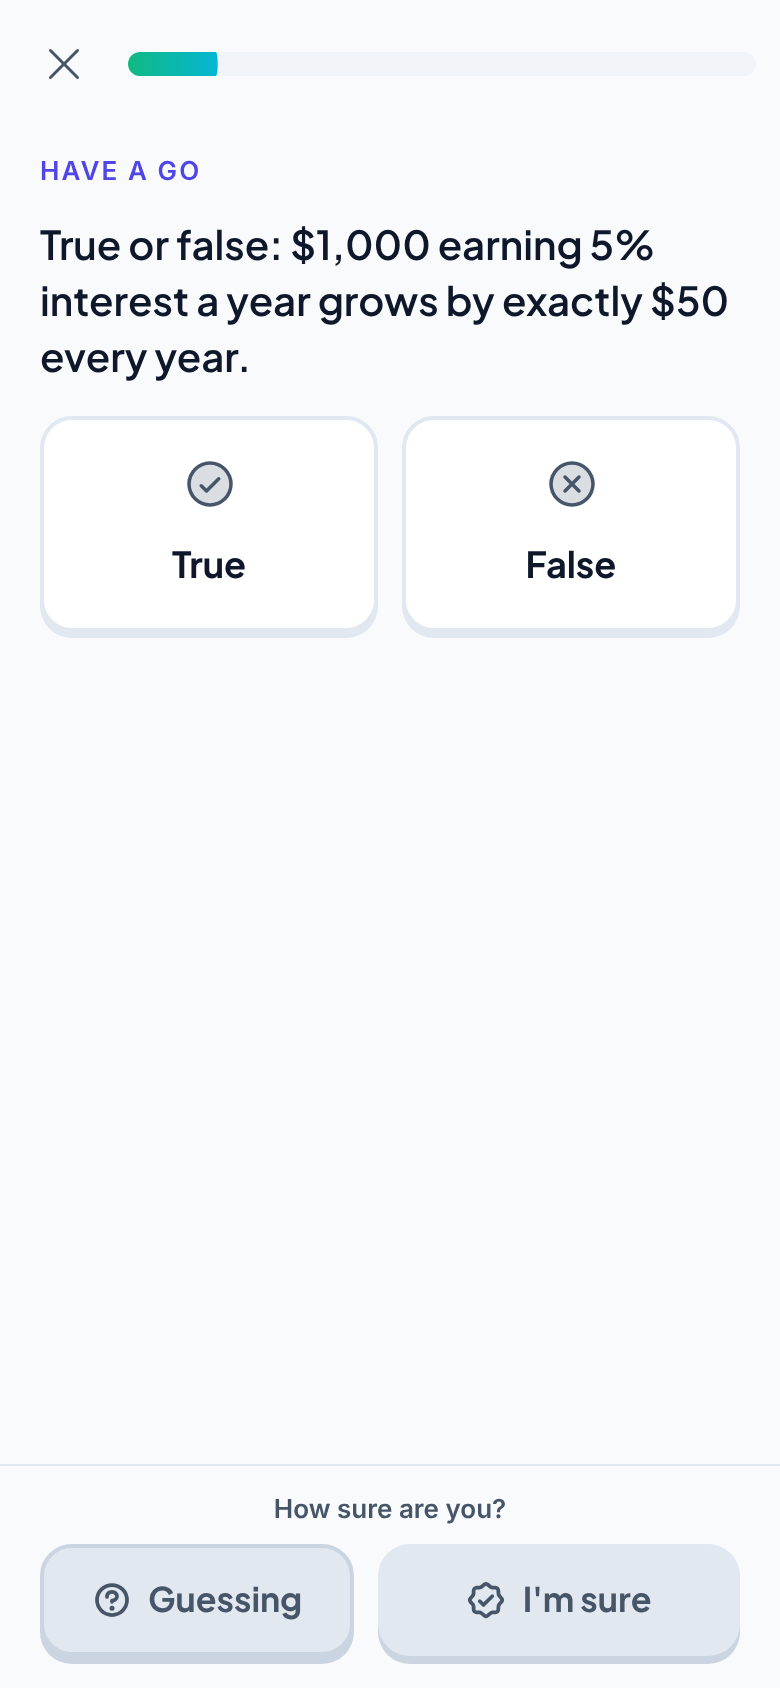 HAVE A GO
True or false: $1,000 earning 5%
interest a year grows by exactly $50
every year.
True
False
How sure are you?
Guessing
I'm sure